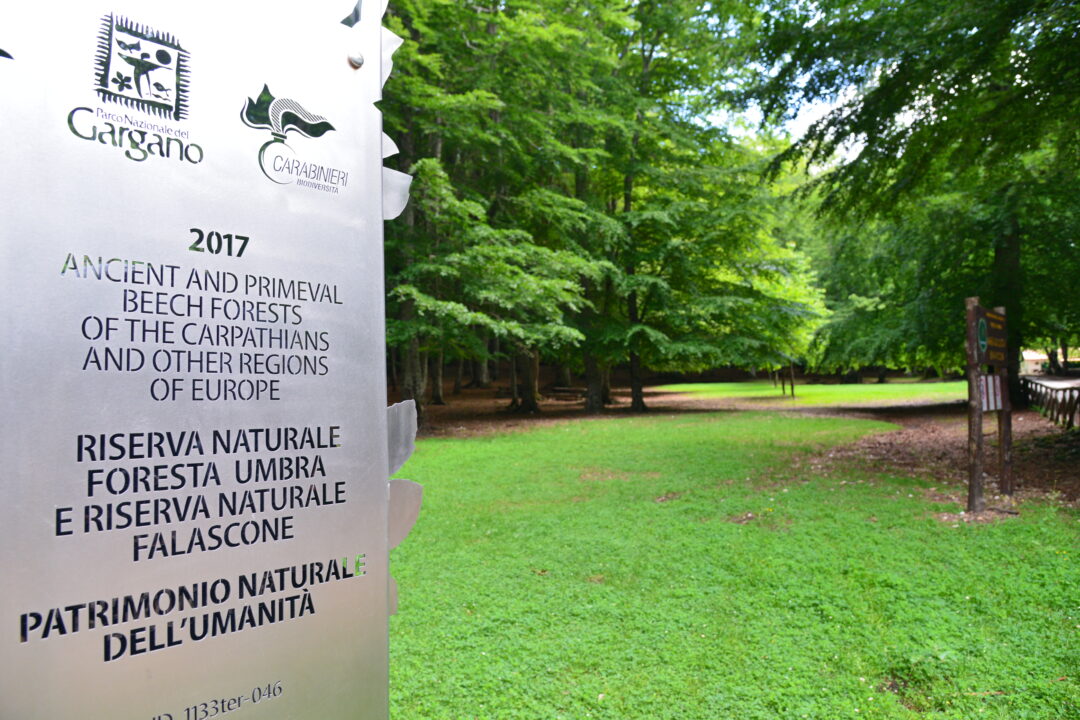 Parco Nazionale del
Gargano
CARABINIERI
BIODIVERSITÀ
2017
ANCIENT AND PRIMEVAL
BEECH FORESTS
OF THE CARPATHIANS
AND OTHER REGIONS
OF EUROPE
RISERVA NATURALE
FORESTA UMBRA
E RISERVA NATURALE
FALASCONE
PATRIMONIO NATURALE
DELL'UMANITÀ
ID 1133ter-046